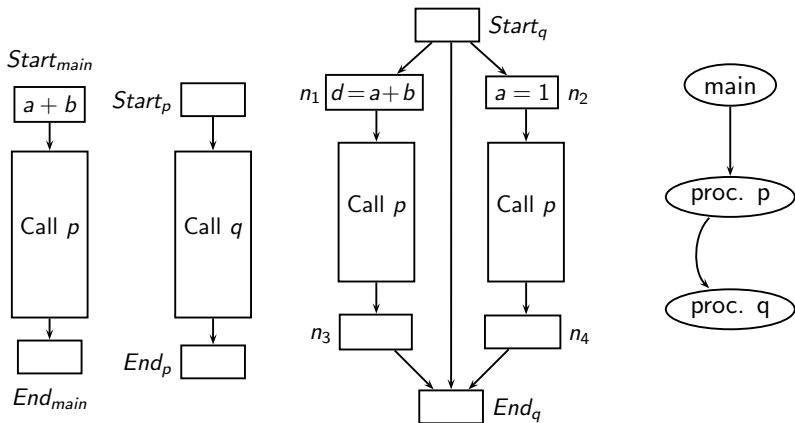 Start_q
Start_main
main
n_1 d=a+b
a = 1 n_2
a + b
Start_p
proc. p
Call p
Call q
Call p
Call p
proc. q
n_3
n_4
End_p
End_main
End_q